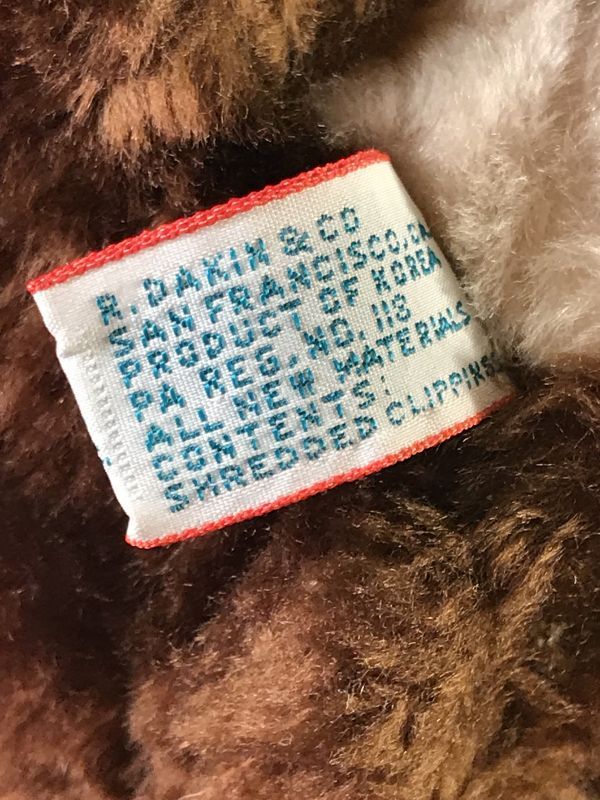 R. DAKIN & CO
SAN FRANCISCO, CA
PRODUCT OF KOREA
PA REG. NO. 118
ALL NEW MATERIALS
CONTENTS:
SHREDDED CLIPPINGS